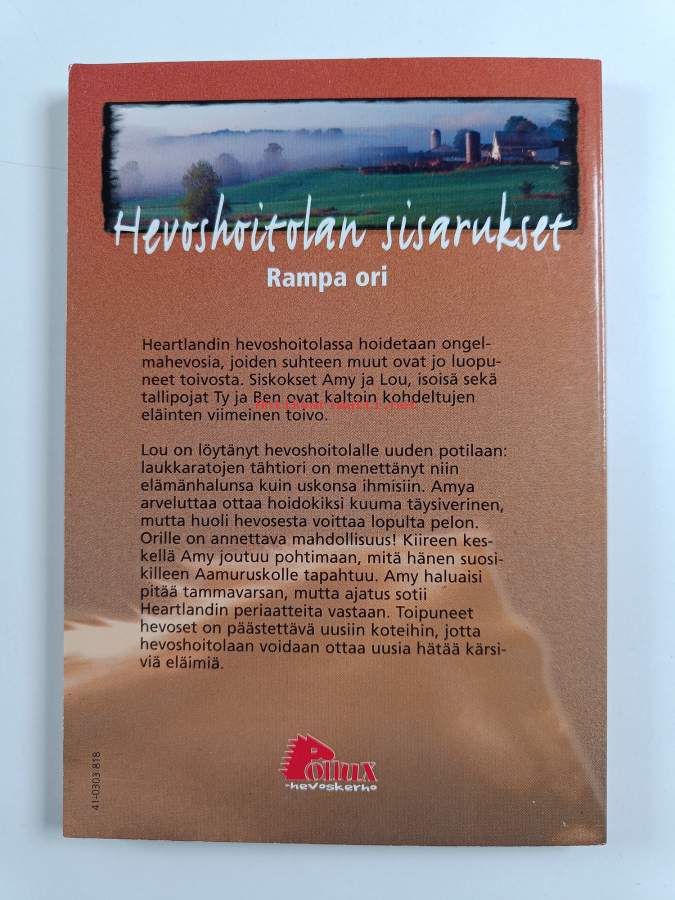 Hevoshoitolan sisarukset
Rampa ori
Heartlandin hevoshoitolassa hoidetaan ongel-
mahevosia, joiden suhteen muut ovat jo luopu-
neet toivosta. Siskokset Amy ja Lou, isoisä sekä
tallipojat Ty ja Ben ovat kaltoin kohdeltujen
eläinten viimeinen toivo.
Lou on löytänyt hevoshoitolalle uuden potilaan:
laukkaratojen tähtiori on menettänyt niin
elämänhalunsa kuin uskonsa ihmisiin. Amya
arveluttaa ottaa hoidokiksi kuuma täysiverinen,
mutta huoli hevosesta voittaa lopulta pelon.
Orille on annettava mahdollisuus! Kiireen kes-
kellä Amy joutuu pohtimaan, mitä hänen suosi-
killeen Aamuruskolle tapahtuu. Amy haluaisi
pitää tammavarsan, mutta ajatus sotii
Heartlandin periaatteita vastaan. Toipuneet
hevoset on päästettävä uusiin koteihin, jotta
hevoshoitolaan voidaan ottaa uusia hätää kärsi-
viä eläimiä.
Pollux
-hevoskerho
41-0303 818